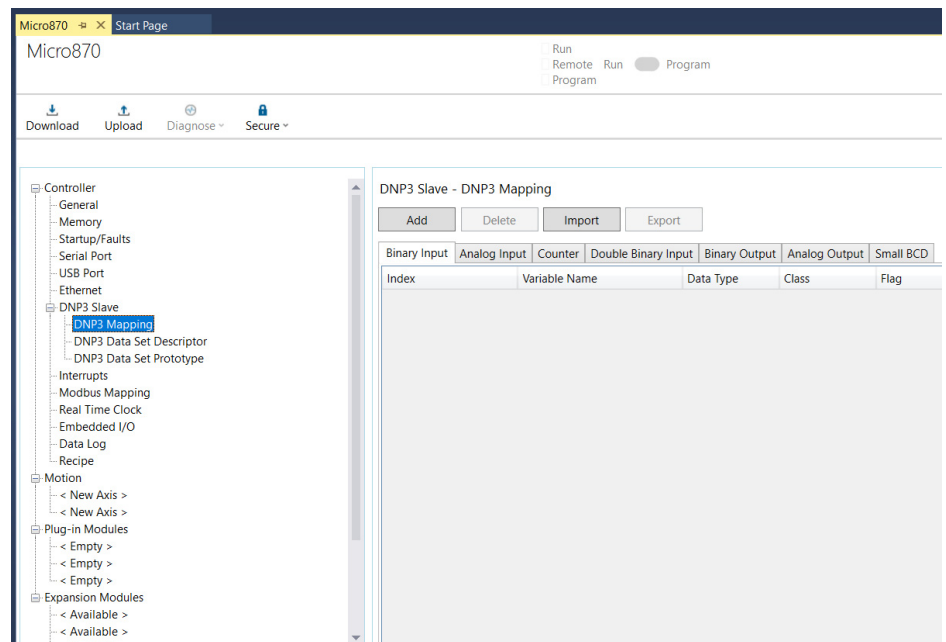 Micro870 Start Page
Micro870
Run
Remote Run Program
Program
Download Upload Diagnose Secure
Controller
General
Memory
Startup/Faults
Serial Port
USB Port
Ethernet
DNP3 Slave
DNP3 Mapping
DNP3 Data Set Descriptor
DNP3 Data Set Prototype
Interrupts
Modbus Mapping
Real Time Clock
Embedded I/O
Data Log
Recipe
Motion
< New Axis >
< New Axis >
Plug-in Modules
< Empty >
< Empty >
< Empty >
Expansion Modules
< Available >
< Available >
DNP3 Slave - DNP3 Mapping
Add Delete Import Export
Binary Input Analog Input Counter Double Binary Input Binary Output Analog Output Small BCD
Index Variable Name Data Type Class Flag